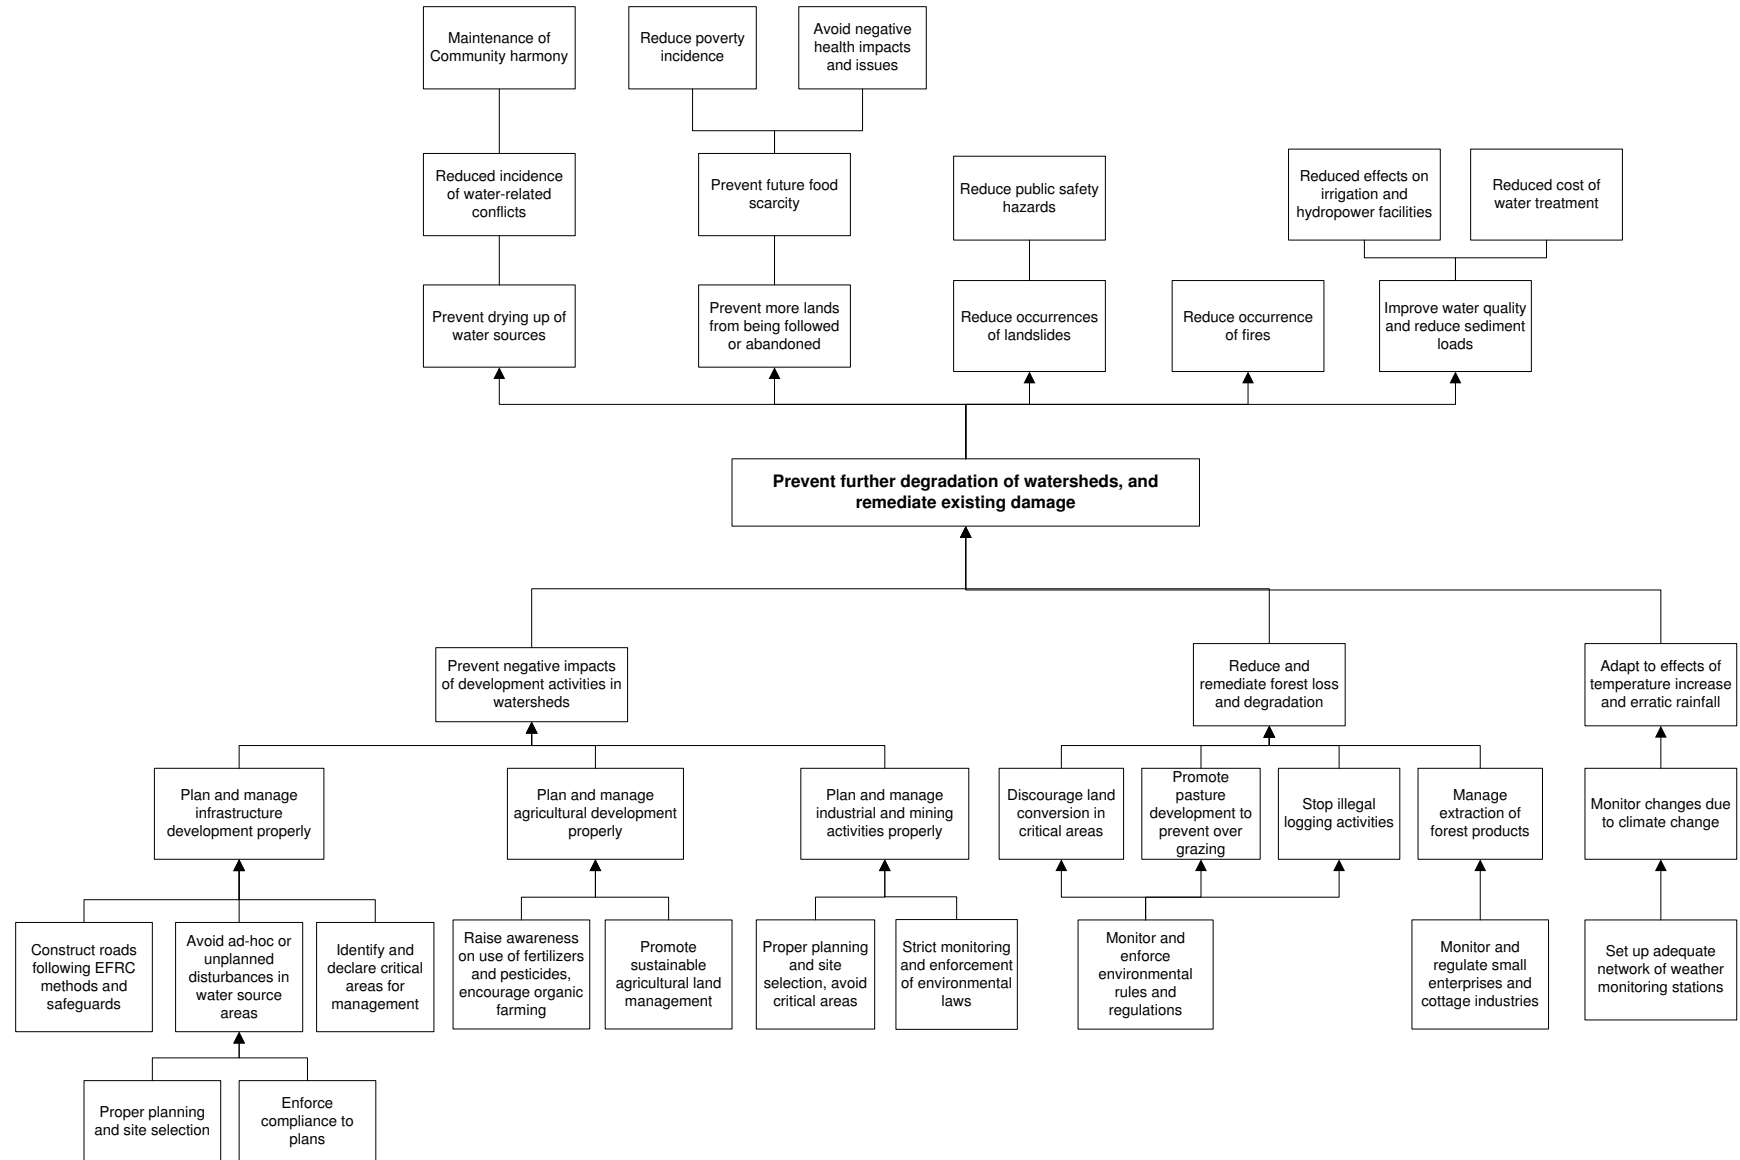 Maintenance of
Community harmony
Reduce poverty
incidence
Avoid negative
health impacts
and issues
Reduced incidence
of water-related
conflicts
Prevent future food
scarcity
Reduce public safety
hazards
Reduced effects on
irrigation and
hydropower facilities
Reduced cost of
water treatment
Prevent drying up of
water sources
Prevent more lands
from being followed
or abandoned
Reduce occurrences
of landslides
Reduce occurrence
of fires
Improve water quality
and reduce sediment
loads
Prevent further degradation of watersheds, and
remediate existing damage
Prevent negative impacts
of development activities in
watersheds
Reduce and
remediate forest loss
and degradation
Adapt to effects of
temperature increase
and erratic rainfall
Plan and manage
infrastructure
development properly
Plan and manage
agricultural development
properly
Plan and manage
industrial and mining
activities properly
Discourage land
conversion in
critical areas
Promote
pasture
development to
prevent over
grazing
Stop illegal
logging activities
Manage
extraction of
forest products
Monitor changes due
to climate change
Construct roads
following EFRC
methods and
safeguards
Avoid ad-hoc or
unplanned
disturbances in
water source
areas
Identify and
declare critical
areas for
management
Raise awareness
on use of fertilizers
and pesticides,
encourage organic
farming
Promote
sustainable
agricultural land
management
Proper planning
and site
selection, avoid
critical areas
Strict monitoring
and enforcement
of environmental
laws
Monitor and
enforce
environmental
rules and
regulations
Monitor and
regulate small
enterprises and
cottage industries
Set up adequate
network of weather
monitoring stations
Proper planning
and site selection
Enforce
compliance to
plans